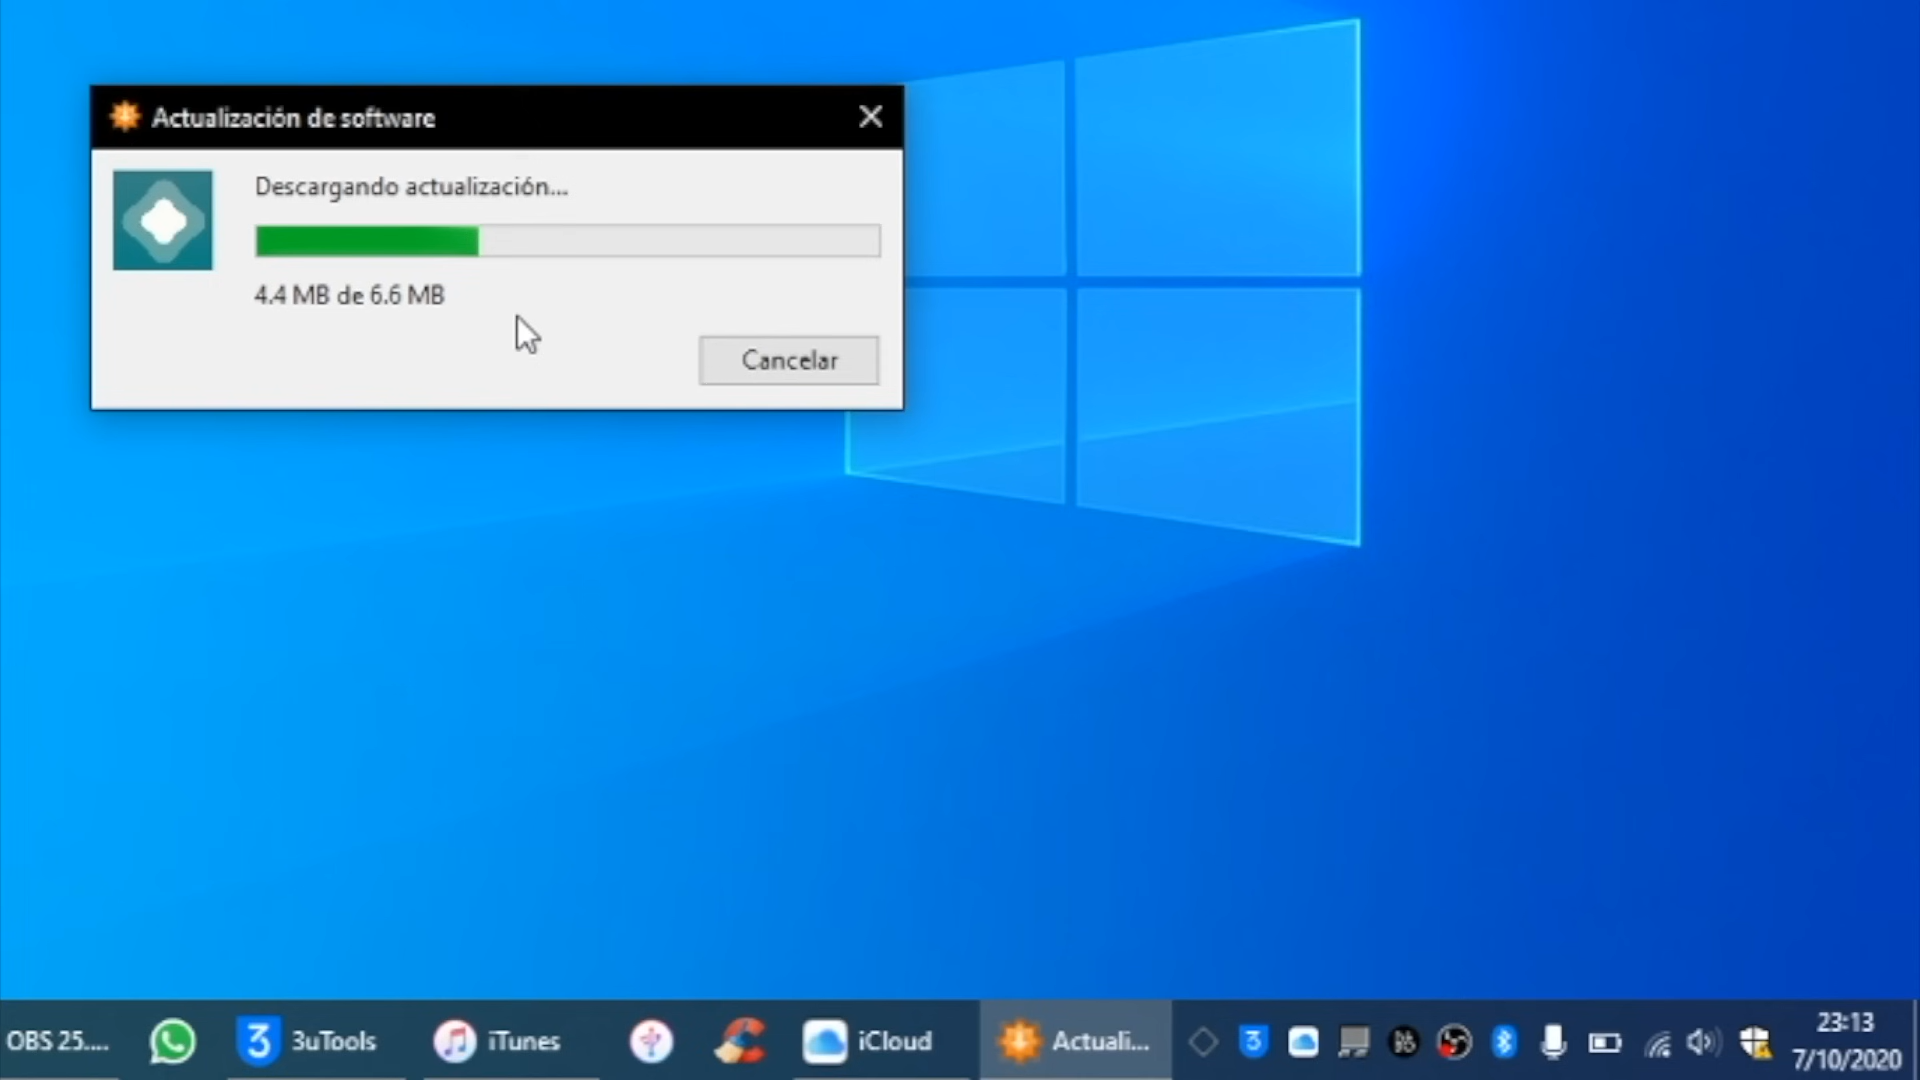 Actualización de software
Descargando actualización...
4.4 MB de 6.6 MB
Cancelar
OBS 25....
3uTools
iTunes
iCloud
Actuali...
23:13
7/10/2020